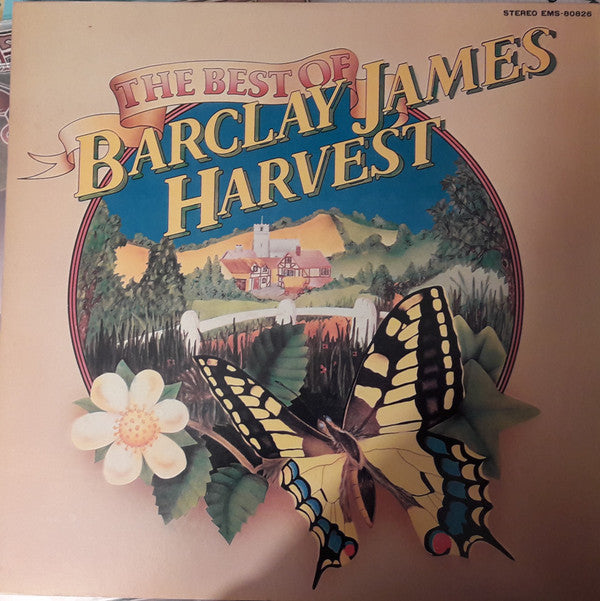 STEREO EMS-80826
THE BEST OF
BARCLAY JAMES
HARVEST